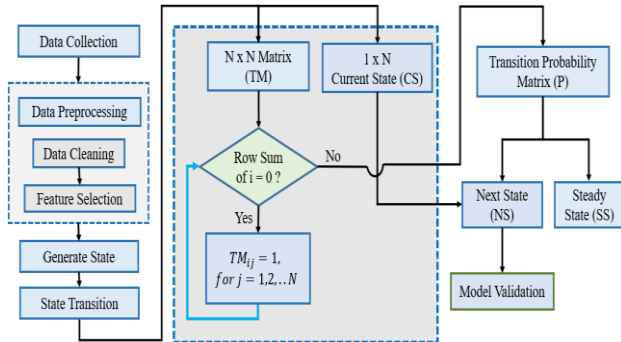 Data Collection
Data Preprocessing
Data Cleaning
Feature Selection
Generate State
State Transition
N x N Matrix
(TM)
1 x N
Current State (CS)
Row Sum
of i = 0 ?
No
Yes
TM_{ij} = 1,
for j = 1,2,..N
Transition Probability
Matrix (P)
Next State
(NS)
Steady
State (SS)
Model Validation